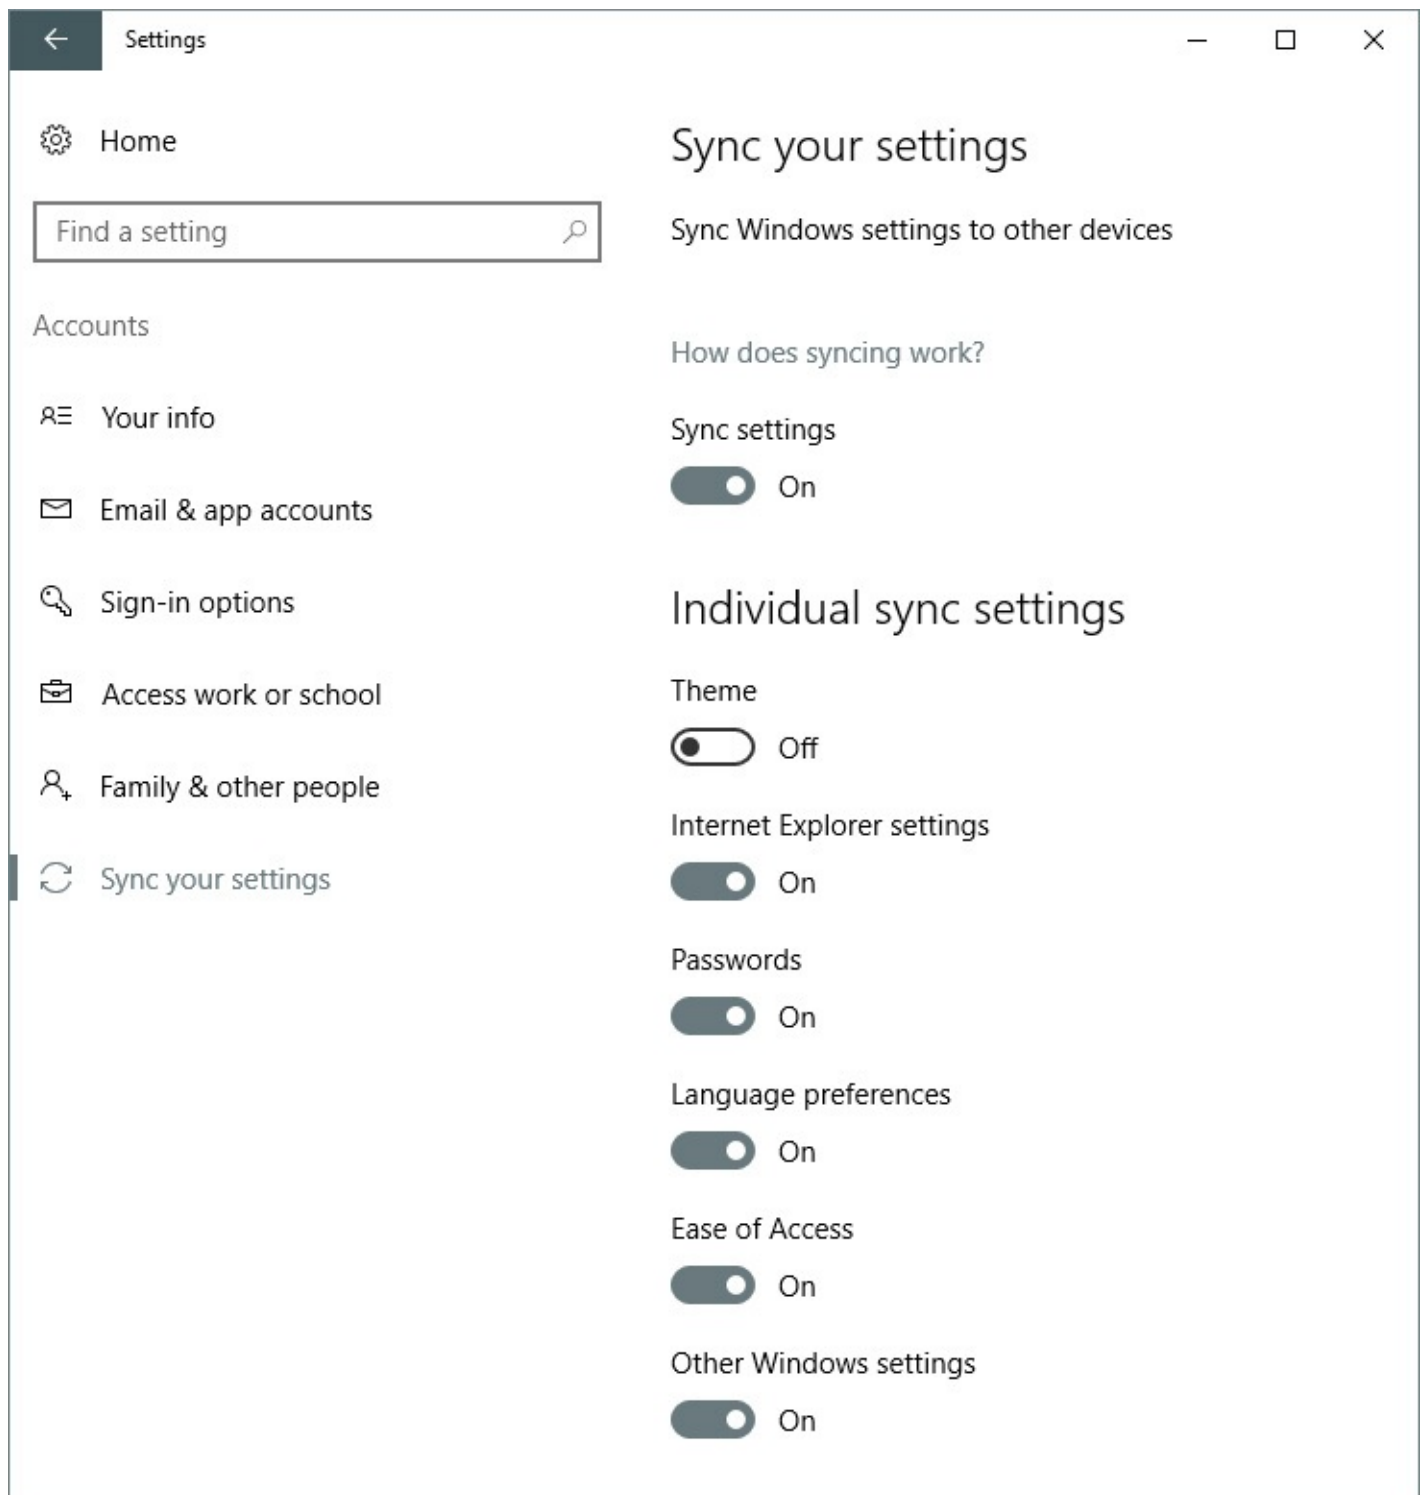 Settings
Home
Find a setting
Accounts
Your info
Email & app accounts
Sign-in options
Access work or school
Family & other people
Sync your settings
Sync your settings
Sync Windows settings to other devices
How does syncing work?
Sync settings
On
Individual sync settings
Theme
Off
Internet Explorer settings
On
Passwords
On
Language preferences
On
Ease of Access
On
Other Windows settings
On